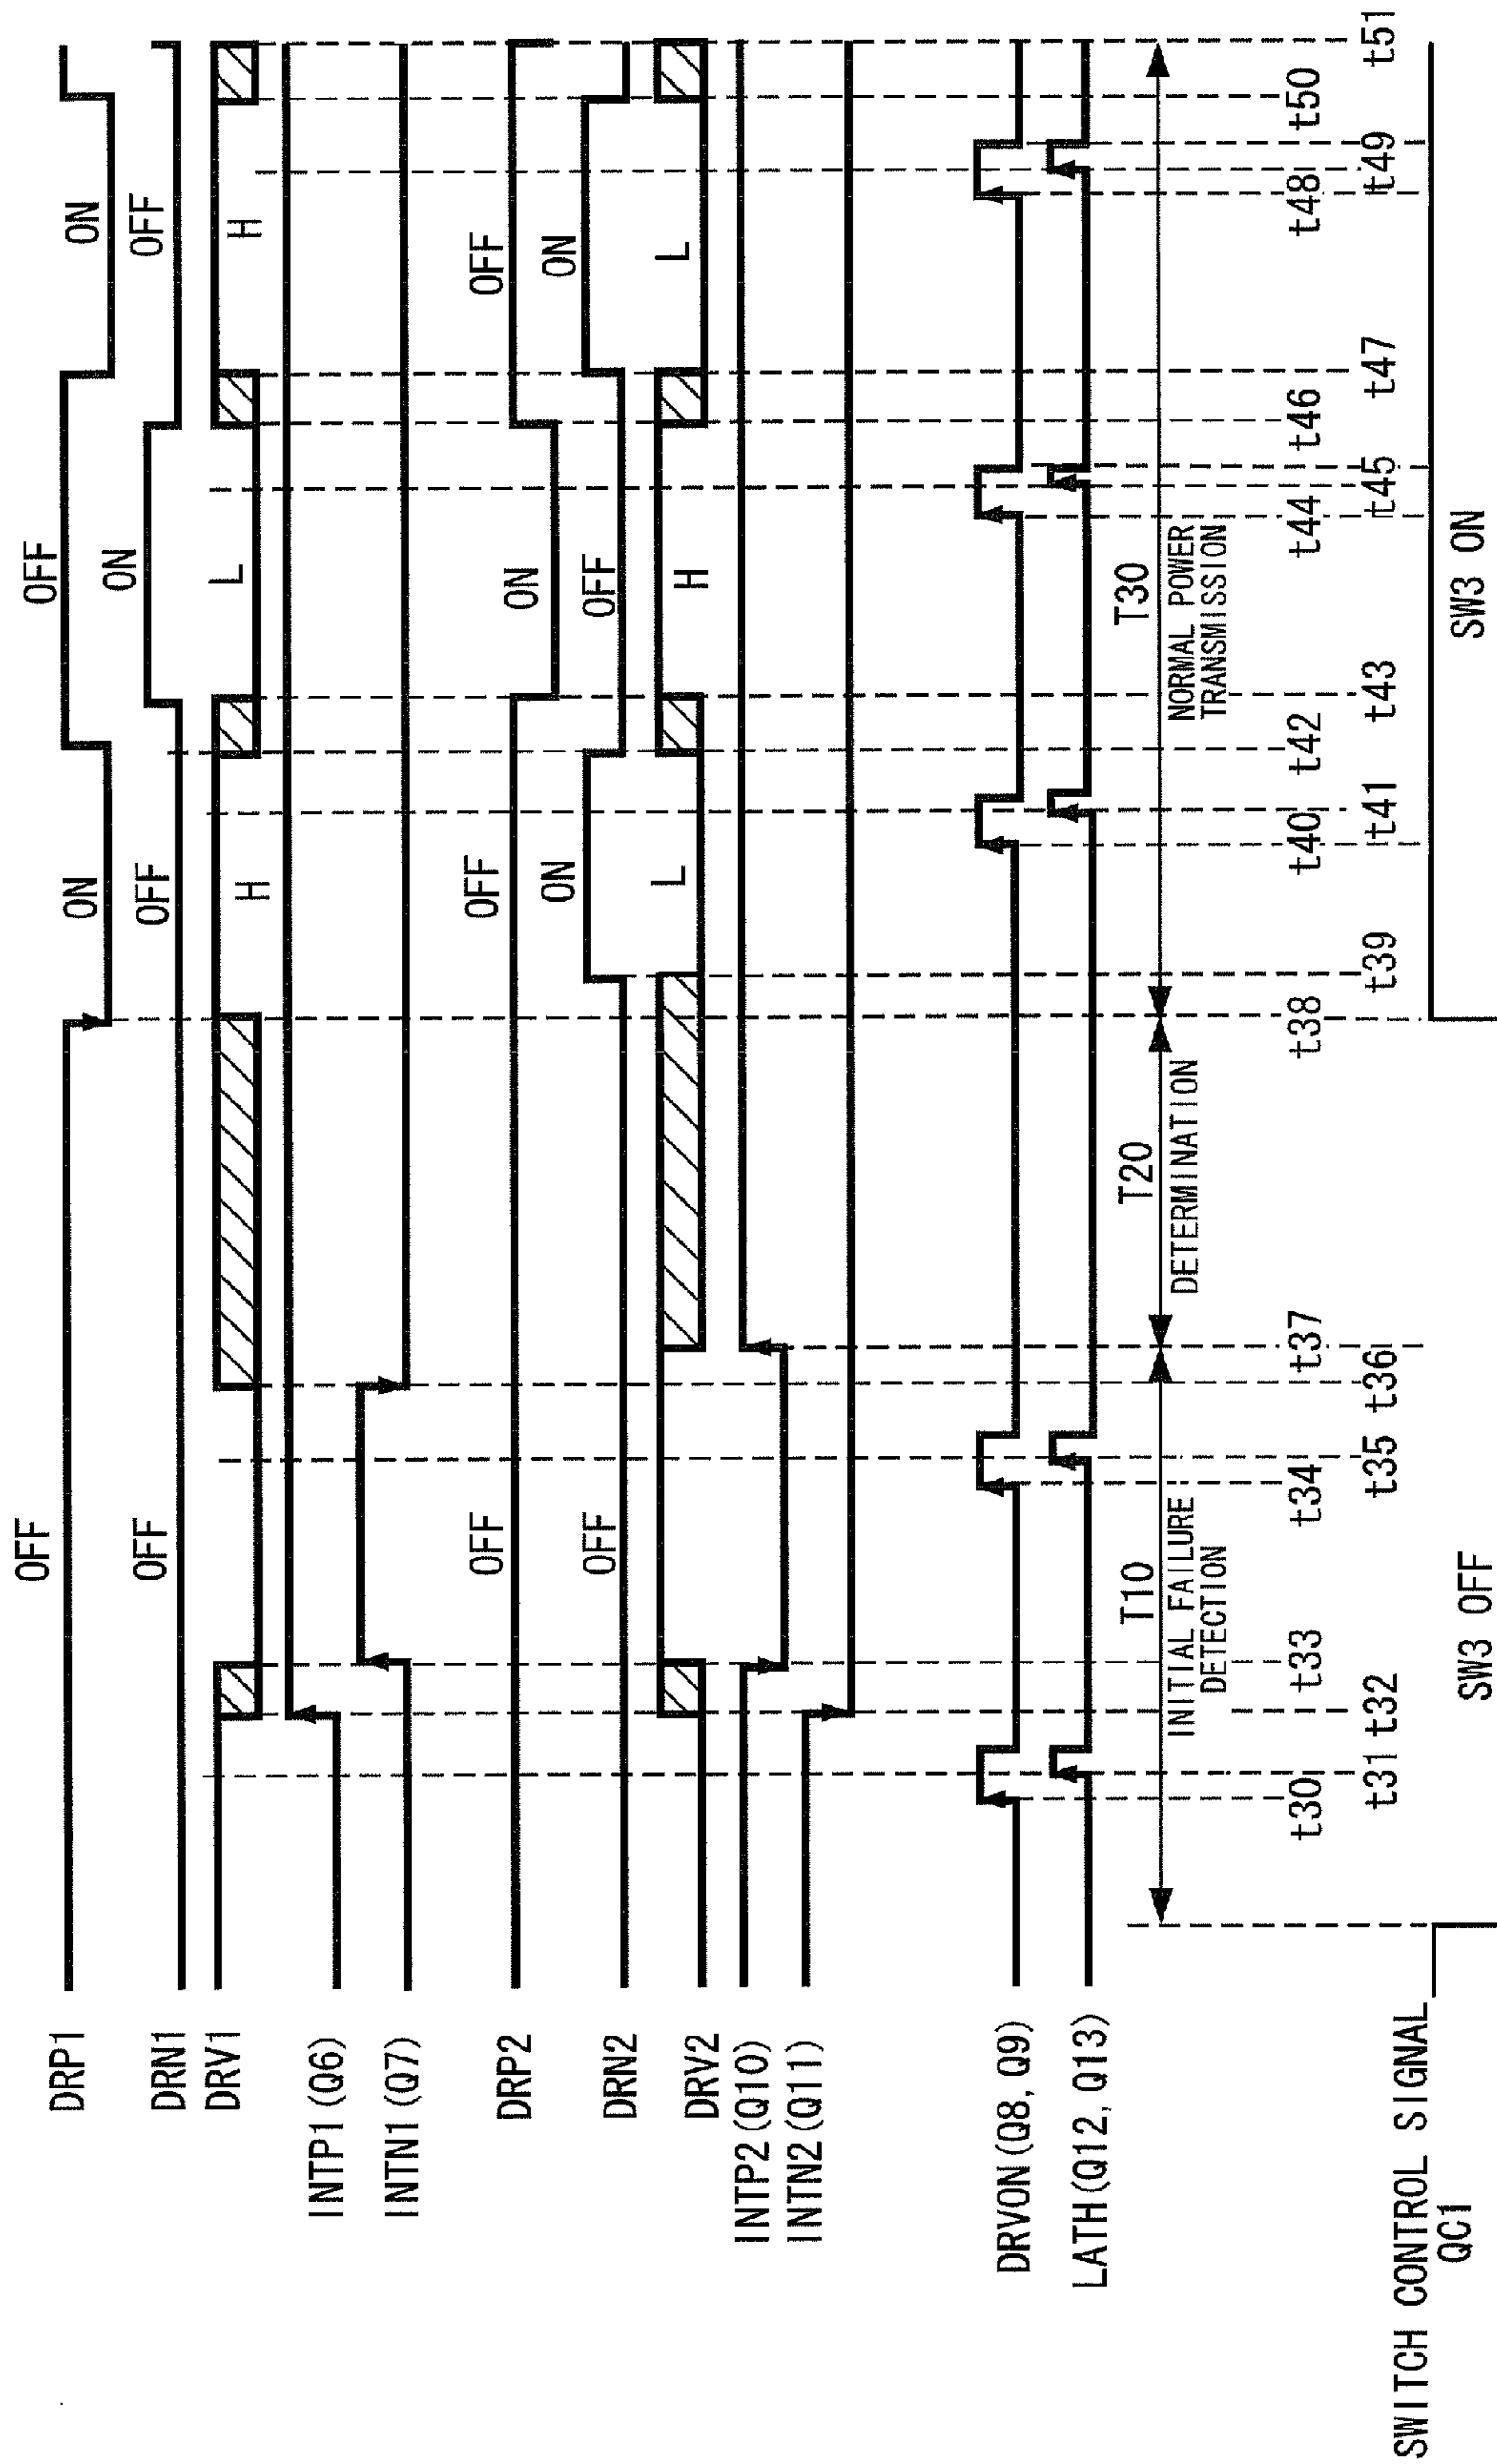 DRP1
OFF
ON
OFF
ON
DRN1
OFF
OFF
ON
OFF
DRV1
H
L
H
INTP1(Q6)
INTN1(Q7)
DRP2
OFF
OFF
ON
OFF
DRN2
OFF
ON
OFF
ON
DRV2
L
H
L
INTP2(Q10)
INTN2(Q11)
DRVON(Q8,Q9)
LATH(Q12,Q13)
T10
INITIAL FAILURE
DETECTION
T20
DETERMINATION
T30
NORMAL POWER
TRANSMISSION
t30
t33
t34
t37
t38
t40
t42
t44
t46
t48
t50
t31
t32
t35
t36
t39
t41
t43
t45
t47
t49
t51
SWITCH CONTROL SIGNAL
QC1
SW3 OFF
SW3 ON